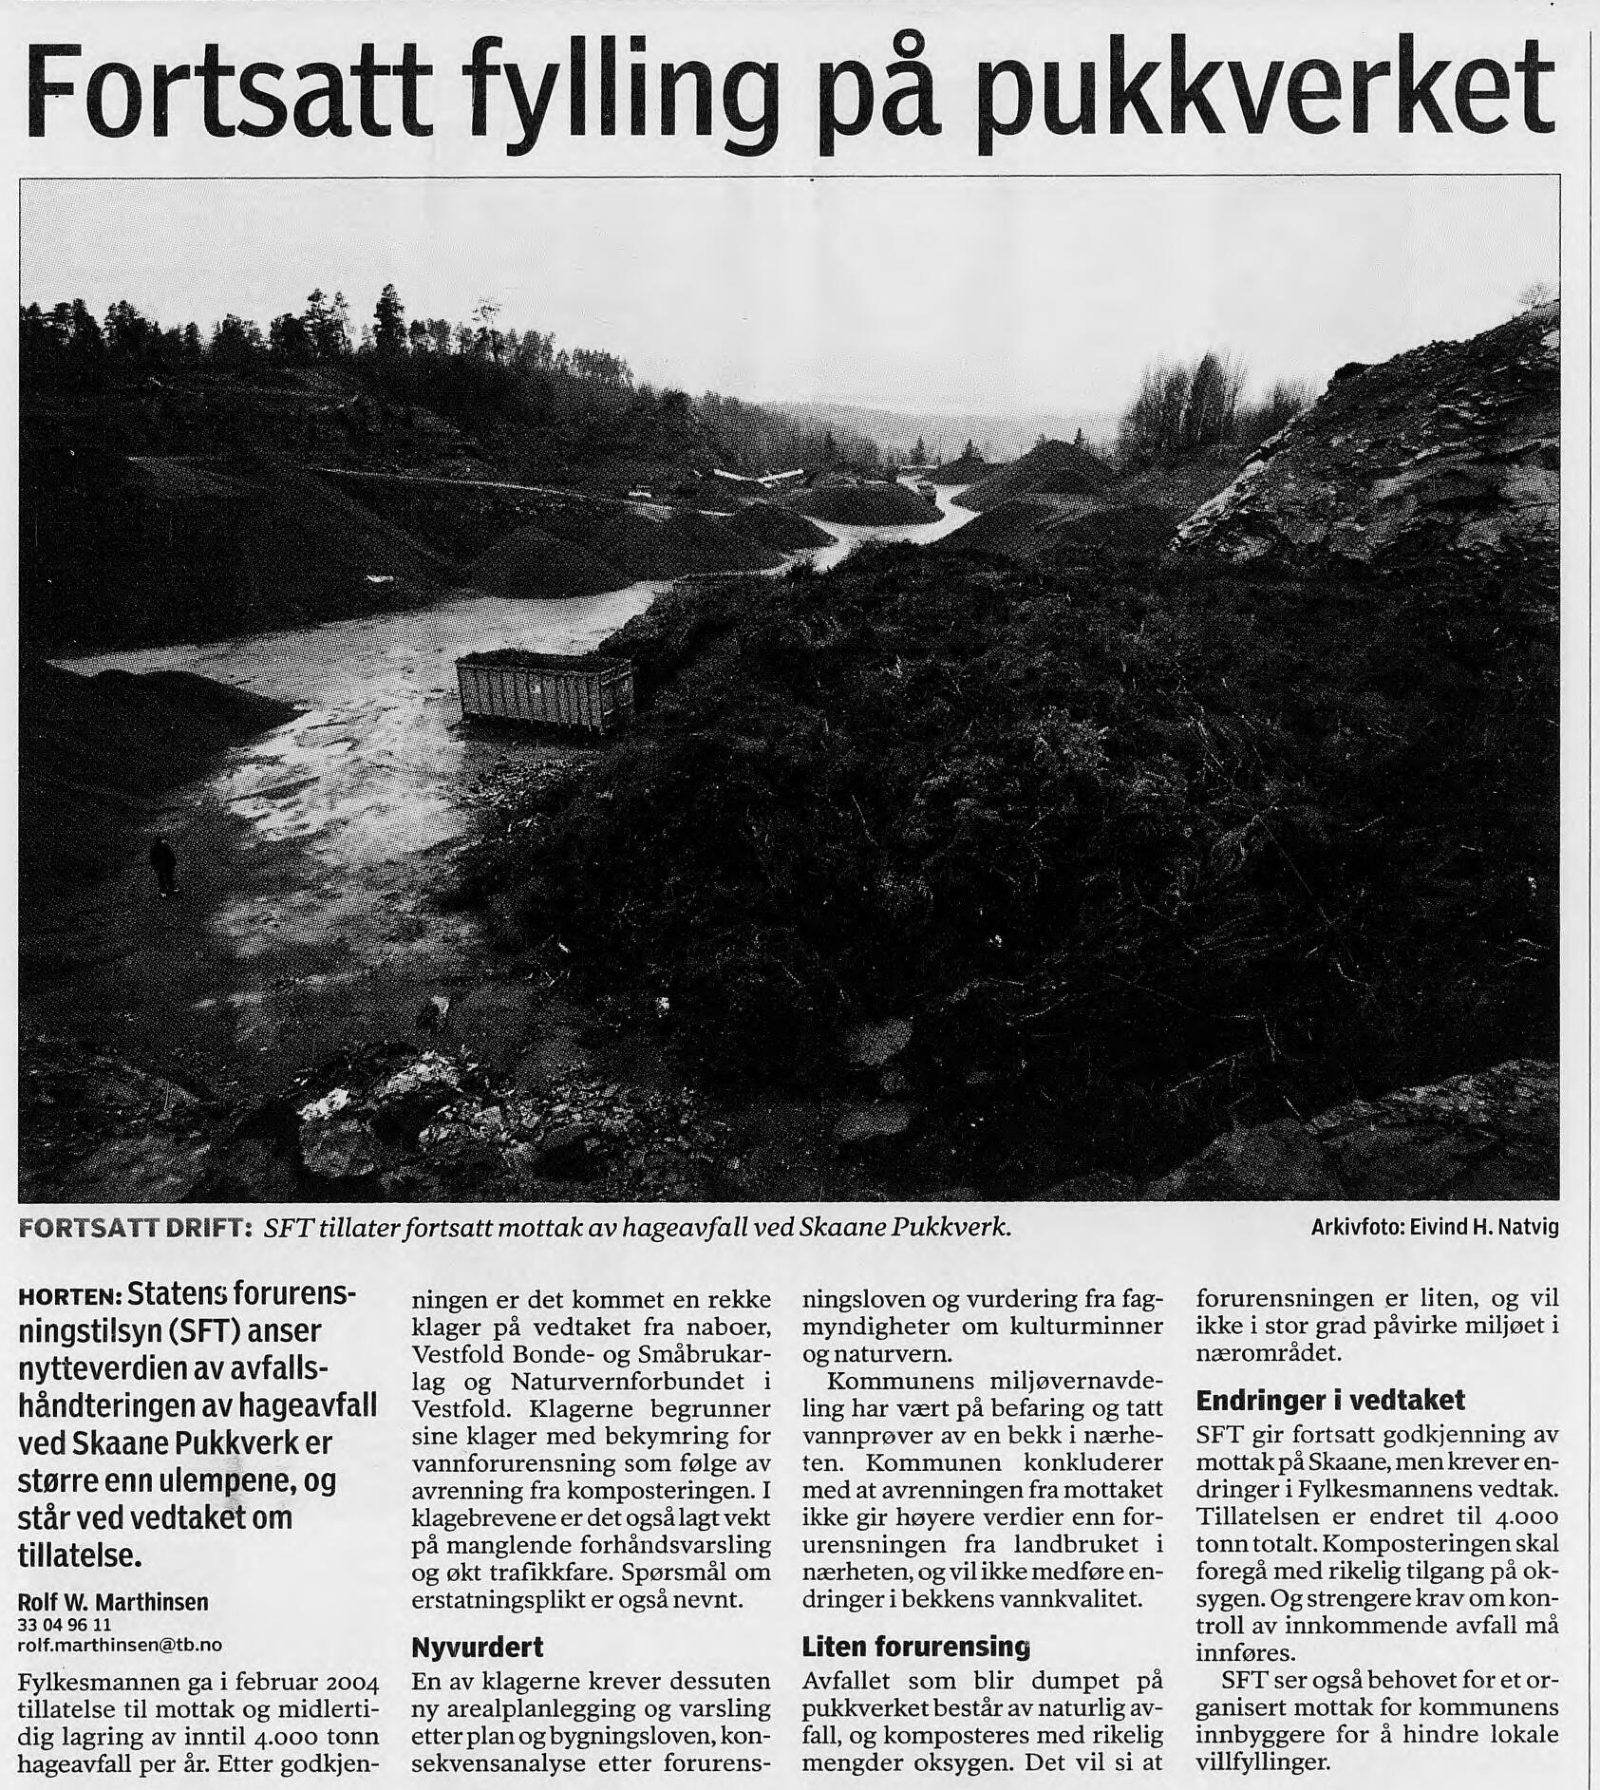 Fortsatt fylling på pukkverket
FORTSATT DRIFT: SFT tillater fortsatt mottak av hageavfall ved Skaane Pukkverk.
Arkivfoto: Eivind H. Natvig
HORTEN: Statens forurens-
ningstilsyn (SFT) anser
nytteverdien av avfalls-
håndteringen av hageavfall
ved Skaane Pukkverk er
større enn ulempene, og
står ved vedtaket om
tillatelse.
Rolf W. Marthinsen
33 04 96 11
rolf.marthinsen@tb.no
Fylkesmannen ga i februar 2004
tillatelse til mottak og midlerti-
dig lagring av inntil 4.000 tonn
hageavfall per år. Etter godkjen-
ningen er det kommet en rekke
klager på vedtaket fra naboer,
Vestfold Bonde- og Småbrukar-
lag og Naturvernforbundet i
Vestfold. Klagerne begrunner
sine klager med bekymring for
vannforurensning som følge av
avrenning fra komposteringen. I
klagebrevene er det også lagt vekt
på manglende forhåndsvarsling
og økt trafikkfare. Spørsmål om
erstatningsplikt er også nevnt.
Nyvurdert
En av klagerne krever dessuten
ny arealplanlegging og varsling
etter plan og bygningsloven, kon-
sekvensanalyse etter forurens-
ningsloven og vurdering fra fag-
myndigheter om kulturminner
og naturvern.
Kommunens miljøvernavde-
ling har vært på befaring og tatt
vannprøver av en bekk i nærhe-
ten. Kommunen konkluderer
med at avrenningen fra mottaket
ikke gir høyere verdier enn for-
urensningen fra landbruket i
nærheten, og vil ikke medføre en-
dringer i bekkens vannkvalitet.
Liten forurensing
Avfallet som blir dumpet på
pukkverket består av naturlig av-
fall, og komposteres med rikelig
mengder oksygen. Det vil si at
forurensningen er liten, og vil
ikke i stor grad påvirke miljøet i
nærområdet.
Endringer i vedtaket
SFT gir fortsatt godkjenning av
mottak på Skaane, men krever en-
dringer i Fylkesmannens vedtak.
Tillatelsen er endret til 4.000
tonn totalt. Komposteringen skal
foregå med rikelig tilgang på ok-
sygen. Og strengere krav om kon-
troll av innkommende avfall må
innføres.
SFT ser også behovet for et or-
ganisert mottak for kommunens
innbyggere for å hindre lokale
villfyllinger.